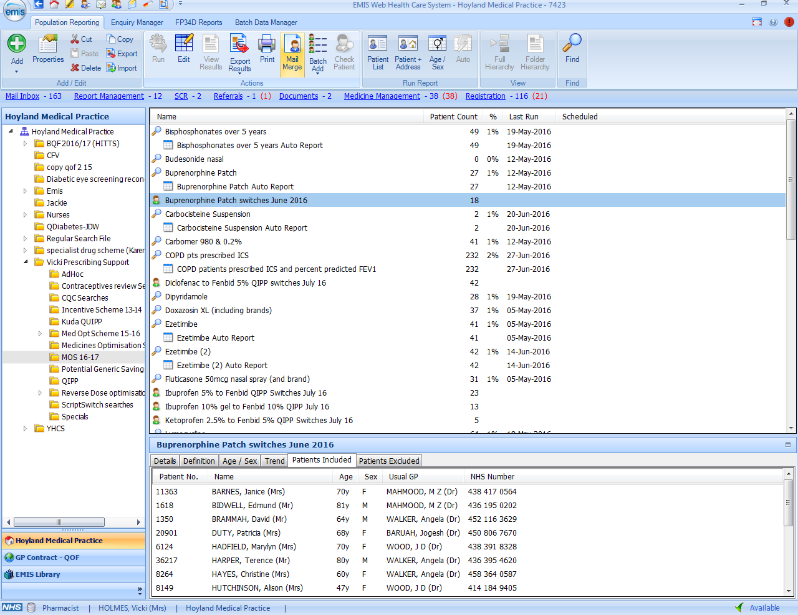 EMIS Web Health Care System - Hoyland Medical Practice - 7423
emis
Population Reporting Enquiry Manager FP34D Reports Batch Data Manager
Add Properties Cut Copy Paste Export Delete Import
Add / Edit
Run Edit View Results Export Results Print Mail Merge Batch Add Check Patient
Actions
Patient List Patient + Address Age / Sex Auto
Run Report
Full Hierarchy Folder Hierarchy
View
Find
Find
Mail Inbox - 163 Report Management - 12 SCR - 2 Referrals - 1 (1) Documents - 2 Medicine Management - 38 (38) Registration - 116 (21)
Hoyland Medical Practice
Hoyland Medical Practice
BQF 2016/17 (HITTS)
CFV
copy qof 2 15
Diabetic eye screening recon
Emis
Jackie
Nurses
QDiabetes-JDW
Regular Search File
specialist drug scheme (Karen
Vicki Prescribing Support
AdHoc
Contraceptives review Se
CQC Searches
Incentive Scheme 13-14
Kuda QUIPP
Med Opt Scheme 15-16
Medicines Optimisation S
MOS 16-17
Potential Generic Saving
QIPP
Reverse Dose optimisatio
ScriptSwitch searches
Specials
YHCS
Hoyland Medical Practice
GP Contract - QOF
EMIS Library
Name Patient Count % Last Run Scheduled
Bisphosphonates over 5 years 49 1% 19-May-2016
Bisphosphonates over 5 years Auto Report 49 19-May-2016
Budesonide nasal 0 0% 12-May-2016
Buprenorphine Patch 27 1% 12-May-2016
Buprenorphine Patch Auto Report 27 12-May-2016
Buprenorphine Patch switches June 2016 18
Carbocisteine Suspension 2 1% 20-Jun-2016
Carbocisteine Suspension Auto Report 2 20-Jun-2016
Carbomer 980 & 0.2% 41 1% 12-May-2016
COPD pts prescribed ICS 232 2% 27-Jun-2016
COPD patients prescribed ICS and percent predicted FEV1 232 27-Jun-2016
Diclofenac to Fenbid 5% QIPP switches July 16 42
Dipyridamole 28 1% 19-May-2016
Doxazosin XL (including brands) 37 1% 05-May-2016
Ezetimibe 41 1% 05-May-2016
Ezetimibe Auto Report 41 05-May-2016
Ezetimibe (2) 42 1% 14-Jun-2016
Ezetimibe (2) Auto Report 42 14-Jun-2016
Fluticasone 50mcg nasal spray (and brand) 31 1% 05-May-2016
Ibuprofen 5% to Fenbid QIPP Switches July 16 23
Ibuprofen 10% gel to Fenbid 10% QIPP July 16 13
Ketoprofen 2.5% to Fenbid 5% QIPP Switches July 16 5
Buprenorphine Patch switches June 2016
Details Definition Age / Sex Trend Patients Included Patients Excluded
Patient No. Name Age Sex Usual GP NHS Number
11363 BARNES, Janice (Mrs) 70y F MAHMOOD, M Z (Dr) 438 417 0564
1618 BIDWELL, Edmund (Mr) 81y M MAHMOOD, M Z (Dr) 436 195 0202
1350 BRAMMAH, David (Mr) 64y M WALKER, Angela (Dr) 452 116 3629
20901 DUTY, Patricia (Mrs) 68y F BARUAH, Jogesh (Dr) 450 806 7670
6124 HADFIELD, Marylyn (Mrs) 70y F WOOD, J D (Dr) 438 391 8328
36217 HARPER, Terence (Mr) 80y M WALKER, Angela (Dr) 436 395 4620
8264 HAYES, Christine (Mrs) 60y F WALKER, Angela (Dr) 458 364 0587
8149 HUTCHINSON, Alison (Mrs) 47y F WOOD, J D (Dr) 414 184 9405
NHS Pharmacist | HOLMES, Vicki (Mrs) | Hoyland Medical Practice | Available